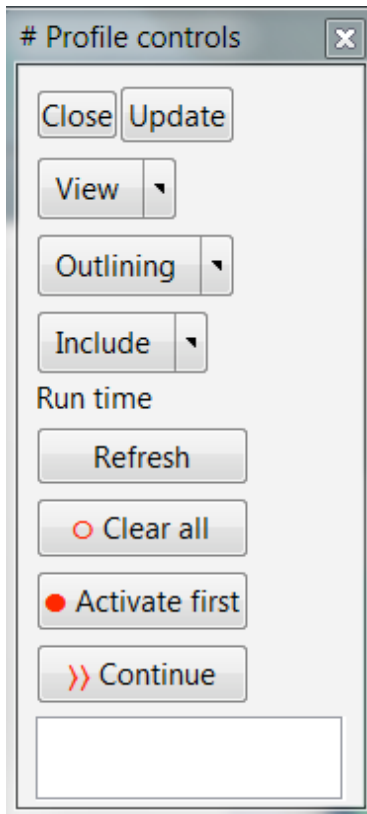 # Profile controls
Close Update
View
Outlining
Include
Run time
Refresh
Clear all
Activate first
Continue